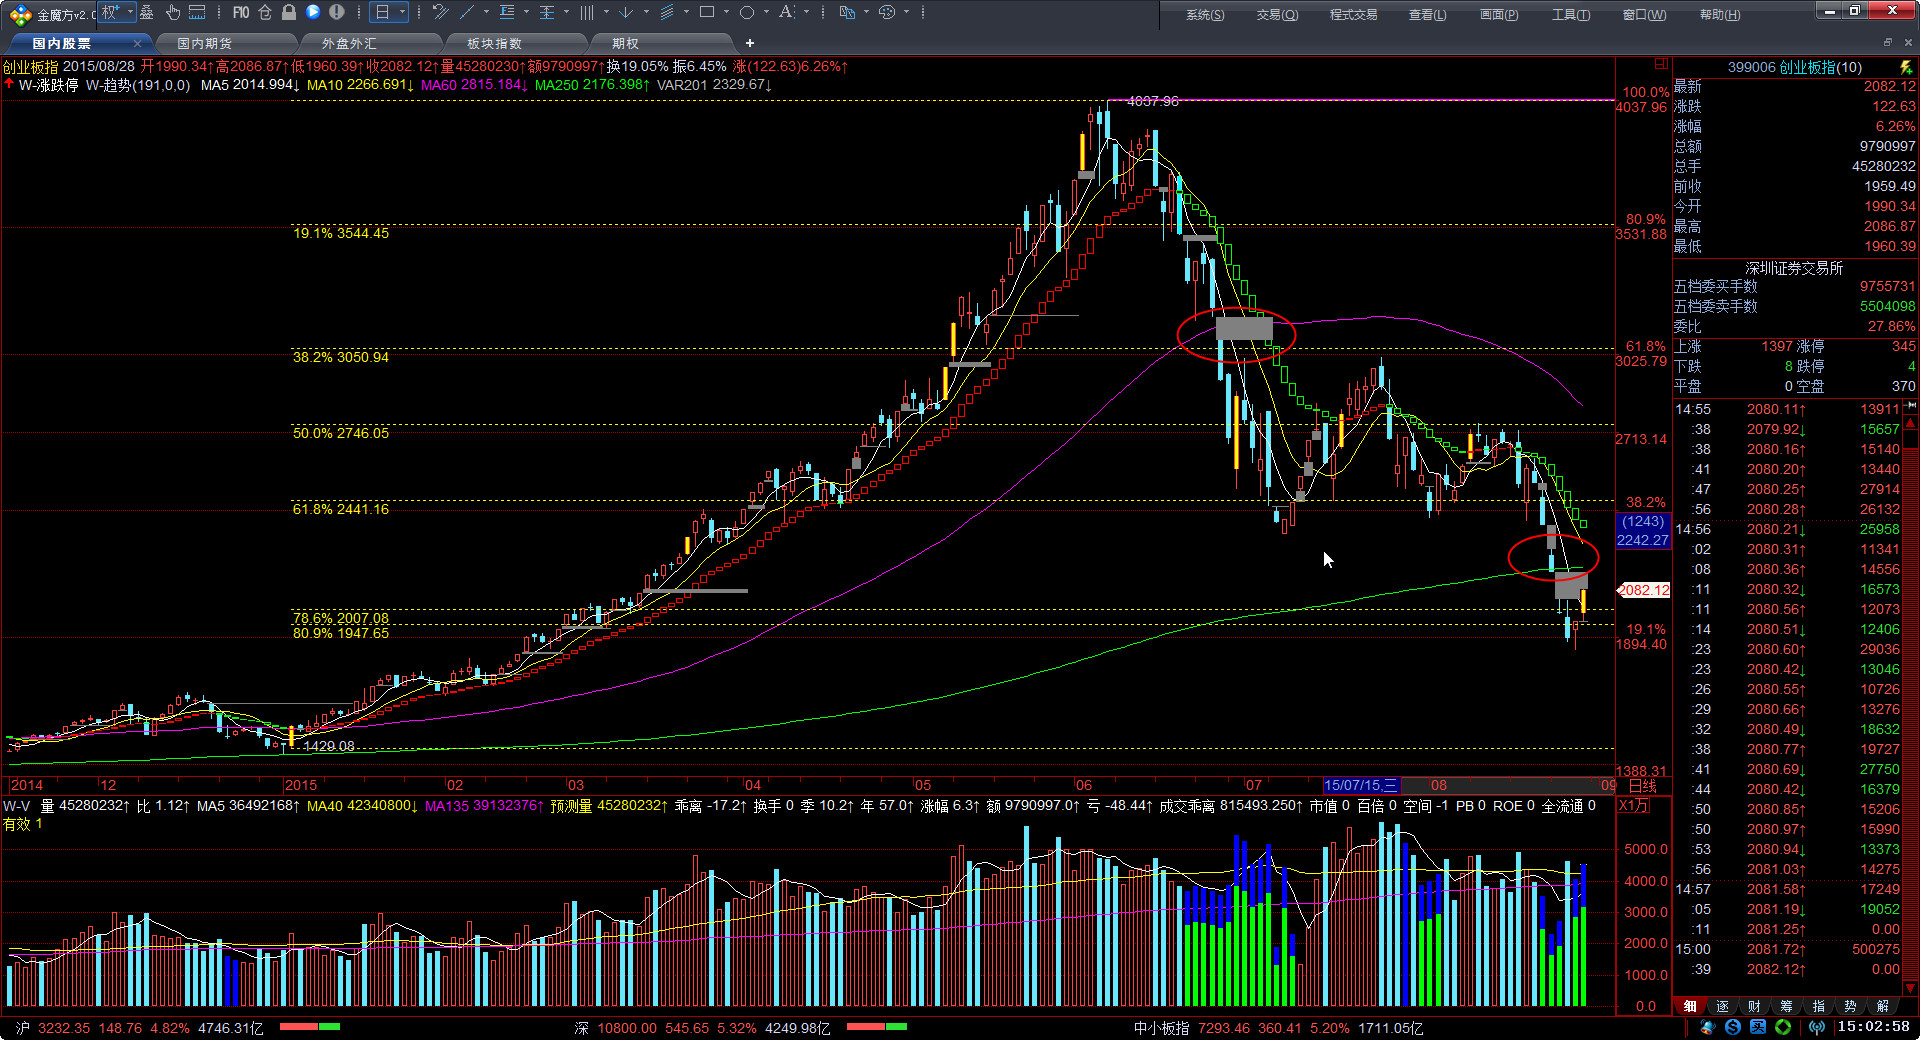 金魔方v2.0 权 叠 F10 日 A 系统(S) 交易(Q) 程式交易 查看(L) 画面(P) 工具(T) 窗口(W) 帮助(H)
国内股票 × 国内期货 外盘外汇 板块指数 期权 +
创业板指 2015/08/28 开1990.34↑高2086.87↑低1960.39↑收2082.12↑量45280230↑额9790997↑换19.05% 振6.45% 涨(122.63)6.26%↑
W-涨跌停 W-趋势(191,0,0) MA5 2014.994↓ MA10 2266.691↓ MA60 2815.184↓ MA250 2176.398↑ VAR201 2329.67↓
4037.96
19.1% 3544.45
38.2% 3050.94
50.0% 2746.05
61.8% 2441.16
78.6% 2007.08
80.9% 1947.65
1429.08
100.0%
4037.96
80.9%
3531.88
61.8%
3025.79
2713.14
38.2%
(1243)
2242.27
2082.12
19.1%
1894.40
1388.31
2014 12 2015 02 03 04 05 06 07 15/07/15,三 08 09 日线
W-V 量 45280232↑ 比 1.12↑ MA5 36492168↑ MA40 42340800↓ MA135 39132376↑ 预测量 45280232↑ 乖离 -17.2↑ 换手 0 季 10.2↑ 年 57.0↑ 涨幅 6.3↑ 额 9790997.0↑ 亏 -48.44↑ 成交乖离 815493.250↑ 市值 0 百倍 0 空间 -1 PB 0 ROE 0 全流通 0 X1万
有效 1
5000.0
4000.0
3000.0
2000.0
1000.0
0.0
399006 创业板指(10)
最新 2082.12
涨跌 122.63
涨幅 6.26%
总额 9790997
总手 45280232
前收 1959.49
今开 1990.34
最高 2086.87
最低 1960.39
深圳证券交易所
五档委买手数 9755731
五档委卖手数 5504098
委比 27.86%
上涨 1397 涨停 345
下跌 8 跌停 4
平盘 0 空盘 370
14:55 2080.11↑ 13911
:38 2079.92↓ 15657
:38 2080.16↑ 15140
:41 2080.20↑ 13440
:47 2080.25↑ 27914
:56 2080.28↑ 26132
14:56 2080.21↓ 25958
:02 2080.31↑ 11341
:08 2080.36↑ 14556
:11 2080.32↓ 16573
:11 2080.56↑ 12073
:14 2080.51↓ 12406
:23 2080.60↑ 29036
:23 2080.42↓ 13046
:26 2080.55↑ 10726
:29 2080.66↑ 13276
:32 2080.49↓ 18632
:38 2080.77↑ 19727
:41 2080.69↓ 27750
:44 2080.42↓ 16379
:50 2080.85↑ 15206
:50 2080.97↑ 15990
:53 2080.94↓ 13373
:56 2081.03↑ 14275
14:57 2081.58↑ 17249
:05 2081.19↓ 19052
:11 2081.25↑ 0.00
15:00 2081.72↑ 500275
:39 2082.12↑ 0.00
细 逐 财 筹 指 势 解
沪 3232.35 148.76 4.82% 4746.31亿 深 10800.00 545.65 5.32% 4249.98亿 中小板指 7293.46 360.41 5.20% 1711.05亿 S 买 15:02:58